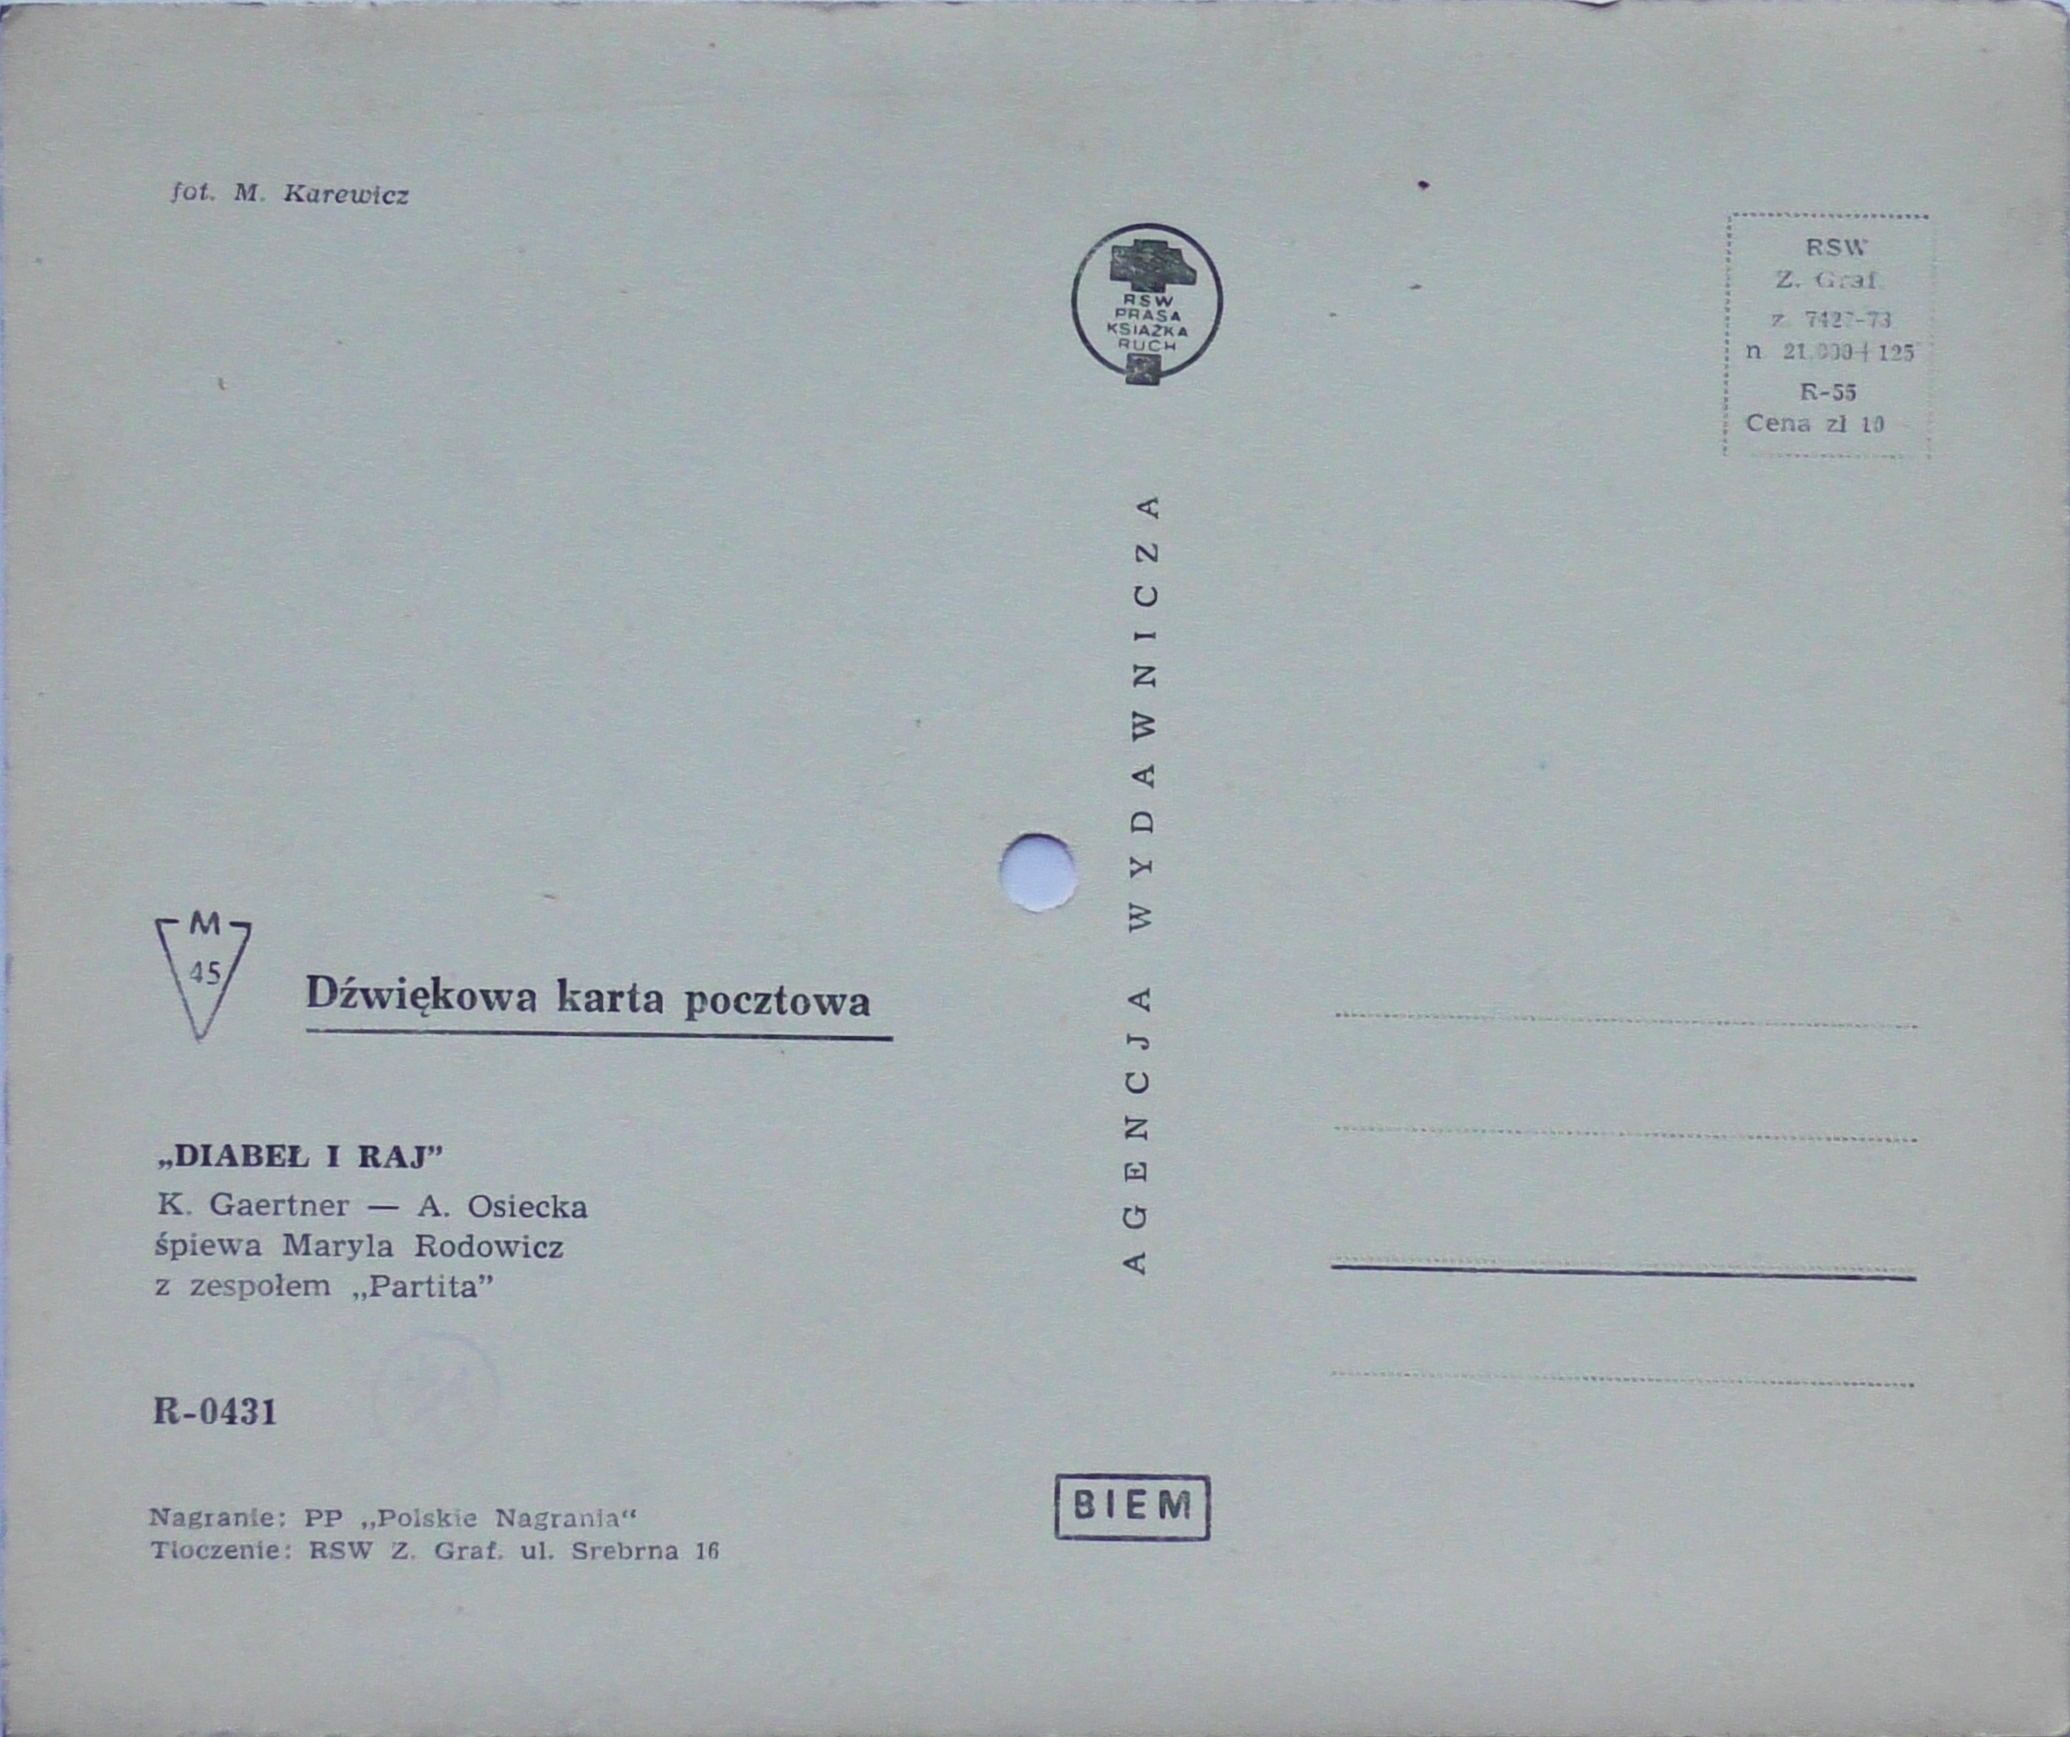 fot. M. Karewicz
RSW
PRASA
KSIĄŻKA
RUCH
RSW
Z. Graf.
z. -73
n 21.000+125
R-55
Cena zł 10
AGENCJA WYDAWNICZA
M
45
Dźwiękowa karta pocztowa
„DIABEŁ I RAJ”
K. Gaertner — A. Osiecka
śpiewa Maryla Rodowicz
z zespołem „Partita”
R-0431
Nagranie: PP „Polskie Nagrania“
Tłoczenie: RSW Z. Graf. ul. Srebrna 16
BIEM